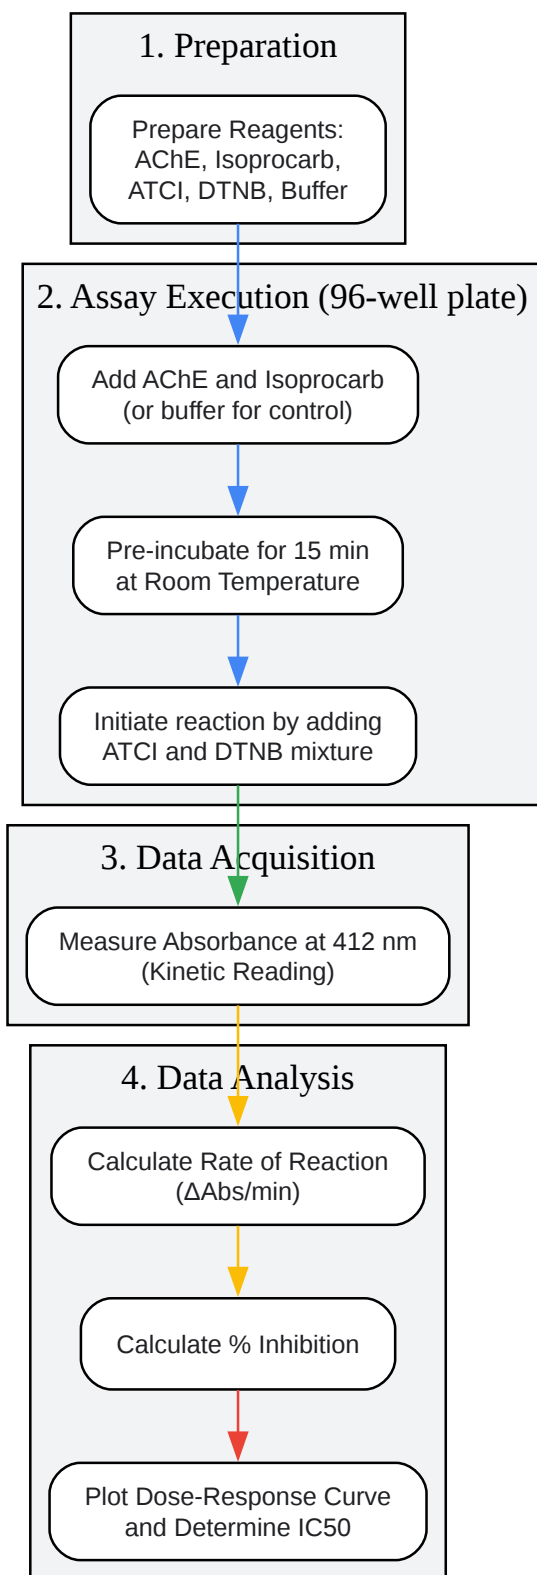 1. Preparation
Prepare Reagents:
AChE, Isoprocarb,
ATCI, DTNB, Buffer
2. Assay Execution (96-well plate)
Add AChE and Isoprocarb
(or buffer for control)
Pre-incubate for 15 min
at Room Temperature
Initiate reaction by adding
ATCI and DTNB mixture
3. Data Acquisition
Measure Absorbance at 412 nm
(Kinetic Reading)
4. Data Analysis
Calculate Rate of Reaction
(ΔAbs/min)
Calculate % Inhibition
Plot Dose-Response Curve
and Determine IC50